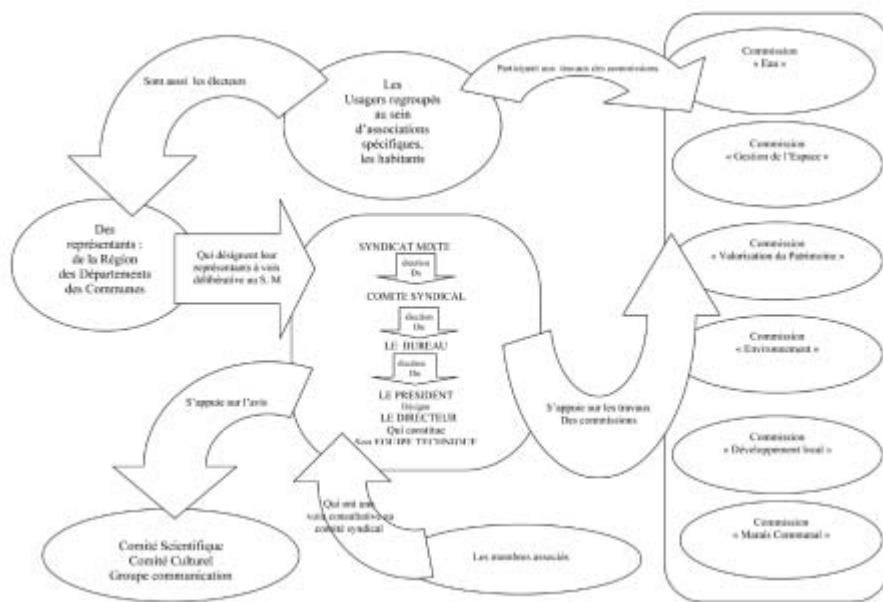 Sont aussi les électeurs
Les
Usagers regroupés
au sein
d'associations
spécifiques,
les habitants
Participent aux travaux des commissions
Commission
« Eau »
Commission
« Gestion de l'Espace »
Commission
« Valorisation du Patrimoine »
Commission
« Environnement »
Commission
« Développement local »
Commission
« Marais Communal »
Des
représentants :
de la Région
des Départements
des Communes
Qui désignent leur
représentants à voix
délibérative au S. M
SYNDICAT MIXTE
élection
Du
COMITE SYNDICAL
élection
Du
LE BUREAU
élection
Du
LE PRESIDENT
Désigne
LE DIRECTEUR
Qui constitue
Son EQUIPE TECHNIQUE
S'appuie sur les travaux
Des commissions
S'appuie sur l'avis
Comité Scientifique
Comité Culturel
Groupe communication
Qui ont une
voix consultative au
comité syndical
Les membres associés